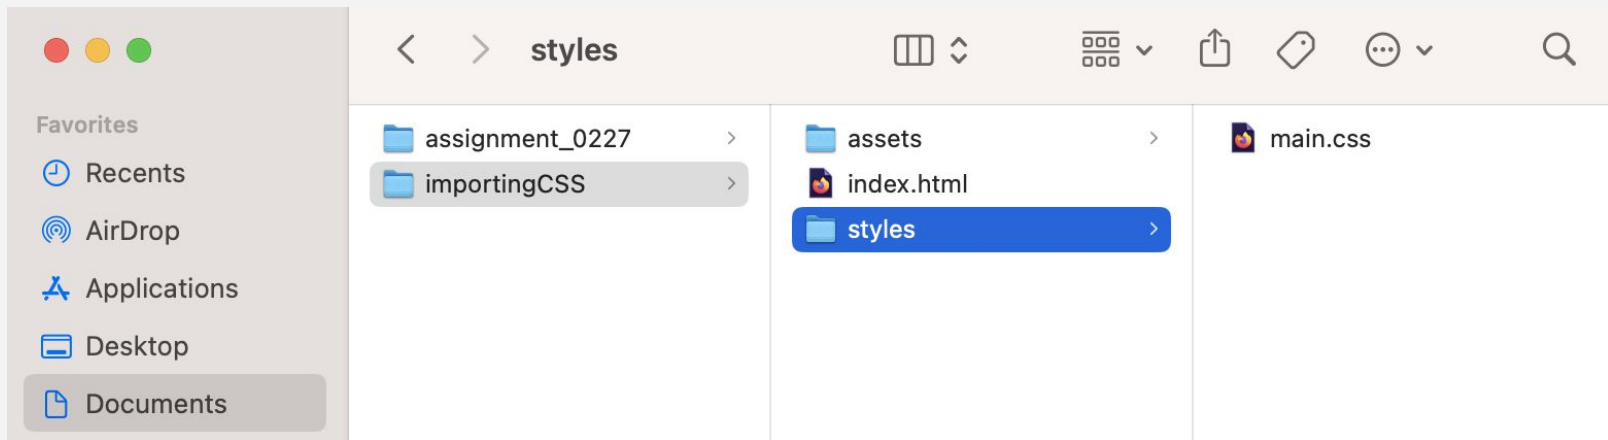 styles
Favorites
Recents
AirDrop
Applications
Desktop
Documents
assignment_0227
importingCSS
assets
index.html
styles
main.css